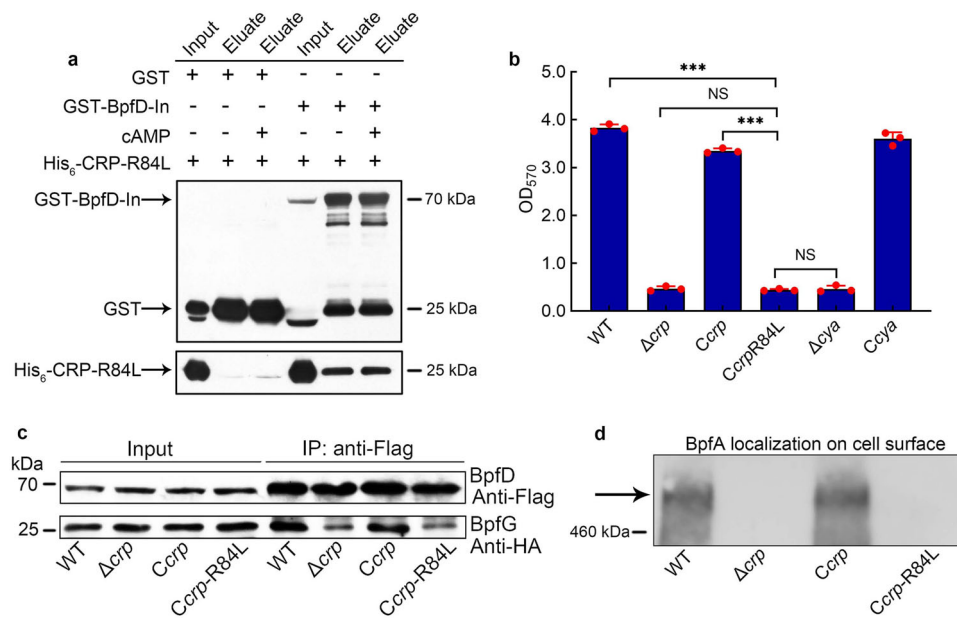 a
Input Eluate Eluate Input Eluate Eluate
GST + + + - - -
GST-BpfD-In - - - + + +
cAMP - - + - - +
His6-CRP-R84L + + + + + +
GST-BpfD-In 70 kDa
GST 25 kDa
His6-CRP-R84L 25 kDa
b
***
NS
***
NS
OD570
5.0
4.0
3.0
2.0
1.0
0.0
WT Δcrp Ccrp CcrpR84L Δcya Ccya
c
Input IP: anti-Flag
kDa
70 BpfD
Anti-Flag
25 BpfG
Anti-HA
WT Δcrp Ccrp Ccrp-R84L WT Δcrp Ccrp Ccrp-R84L
d
BpfA localization on cell surface
460 kDa
WT Δcrp Ccrp Ccrp-R84L